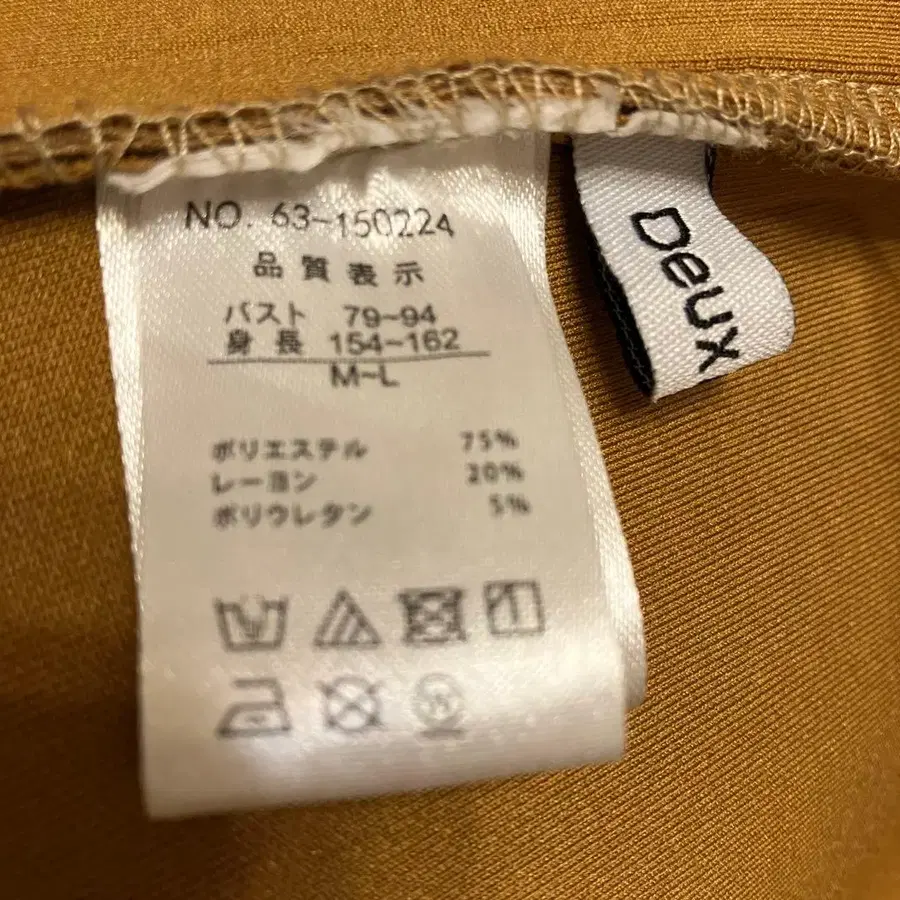 NO. 63-150224
品質表示
バスト 79~94
身長 154~162
M~L
ポリエステル 75%
レーヨン 20%
ポリウレタン 5%
Deux